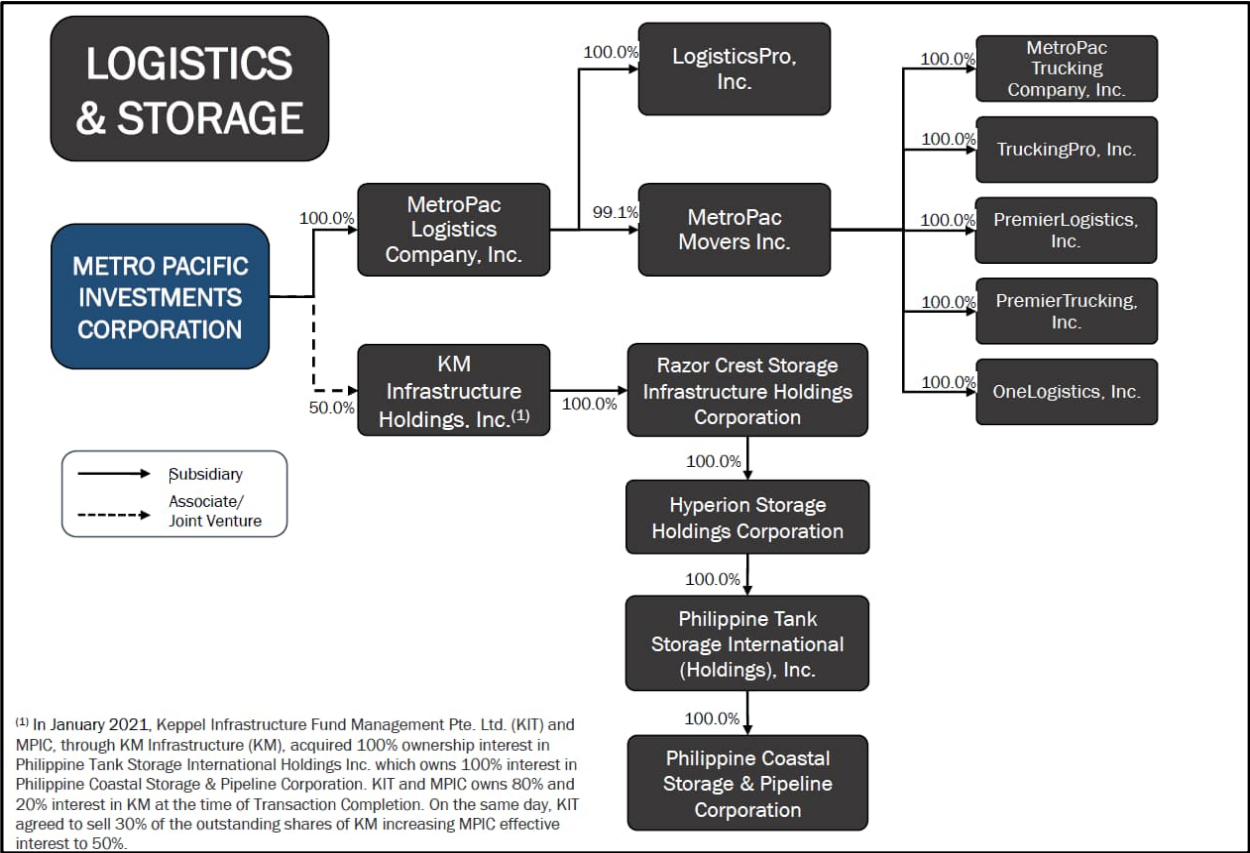 LOGISTICS
& STORAGE
METRO PACIFIC
INVESTMENTS
CORPORATION
100.0%
MetroPac
Logistics
Company, Inc.
100.0%
LogisticsPro,
Inc.
99.1%
MetroPac
Movers Inc.
100.0%
MetroPac
Trucking
Company, Inc.
100.0%
TruckingPro, Inc.
100.0%
PremierLogistics,
Inc.
100.0%
PremierTrucking,
Inc.
100.0%
OneLogistics, Inc.
50.0%
KM
Infrastructure
Holdings. Inc.(1)
100.0%
Razor Crest Storage
Infrastructure Holdings
Corporation
100.0%
Hyperion Storage
Holdings Corporation
100.0%
Philippine Tank
Storage International
(Holdings), Inc.
100.0%
Philippine Coastal
Storage & Pipeline
Corporation
Subsidiary
Associate/
Joint Venture
(1) In January 2021, Keppel Infrastructure Fund Management Pte. Ltd. (KIT) and
MPIC, through KM Infrastructure (KM), acquired 100% ownership interest in
Philippine Tank Storage International Holdings Inc. which owns 100% interest in
Philippine Coastal Storage & Pipeline Corporation. KIT and MPIC owns 80% and
20% interest in KM at the time of Transaction Completion. On the same day, KIT
agreed to sell 30% of the outstanding shares of KM increasing MPIC effective
interest to 50%.